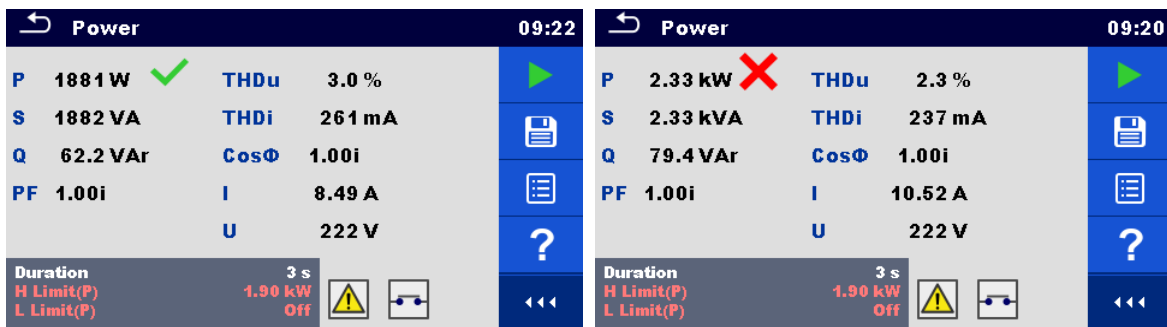 Power 09:22
P 1881 W THDu 3.0 %
S 1882 VA THDi 261 mA
Q 62.2 VAr CosΦ 1.00i
PF 1.00i I 8.49 A
U 222 V
?
Duration 3 s
H Limit(P) 1.90 kW
L Limit(P) Off
Power 09:20
P 2.33 kW THDu 2.3 %
S 2.33 kVA THDi 237 mA
Q 79.4 VAr CosΦ 1.00i
PF 1.00i I 10.52 A
U 222 V
?
Duration 3 s
H Limit(P) 1.90 kW
L Limit(P) Off